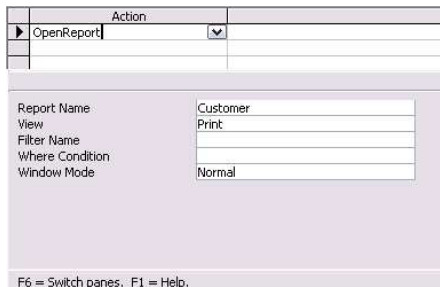 Action
OpenReport
Report Name Customer
View Print
Filter Name
Where Condition
Window Mode Normal
F6 = Switch panes. F1 = Help.